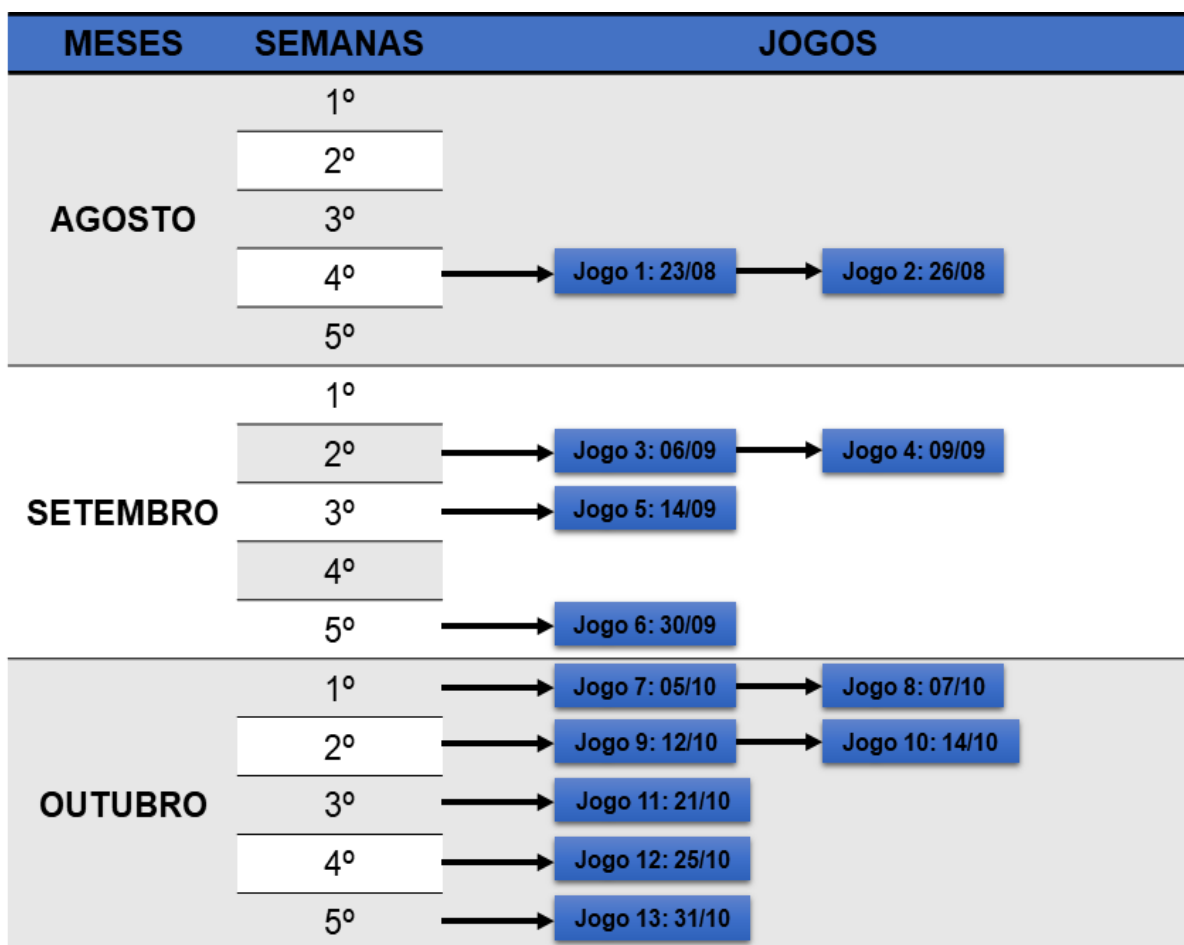 MESES SEMANAS JOGOS
AGOSTO
1º
2º
3º
4º Jogo 1: 23/08 Jogo 2: 26/08
5º
SETEMBRO
1º
2º Jogo 3: 06/09 Jogo 4: 09/09
3º Jogo 5: 14/09
4º
5º Jogo 6: 30/09
OUTUBRO
1º Jogo 7: 05/10 Jogo 8: 07/10
2º Jogo 9: 12/10 Jogo 10: 14/10
3º Jogo 11: 21/10
4º Jogo 12: 25/10
5º Jogo 13: 31/10